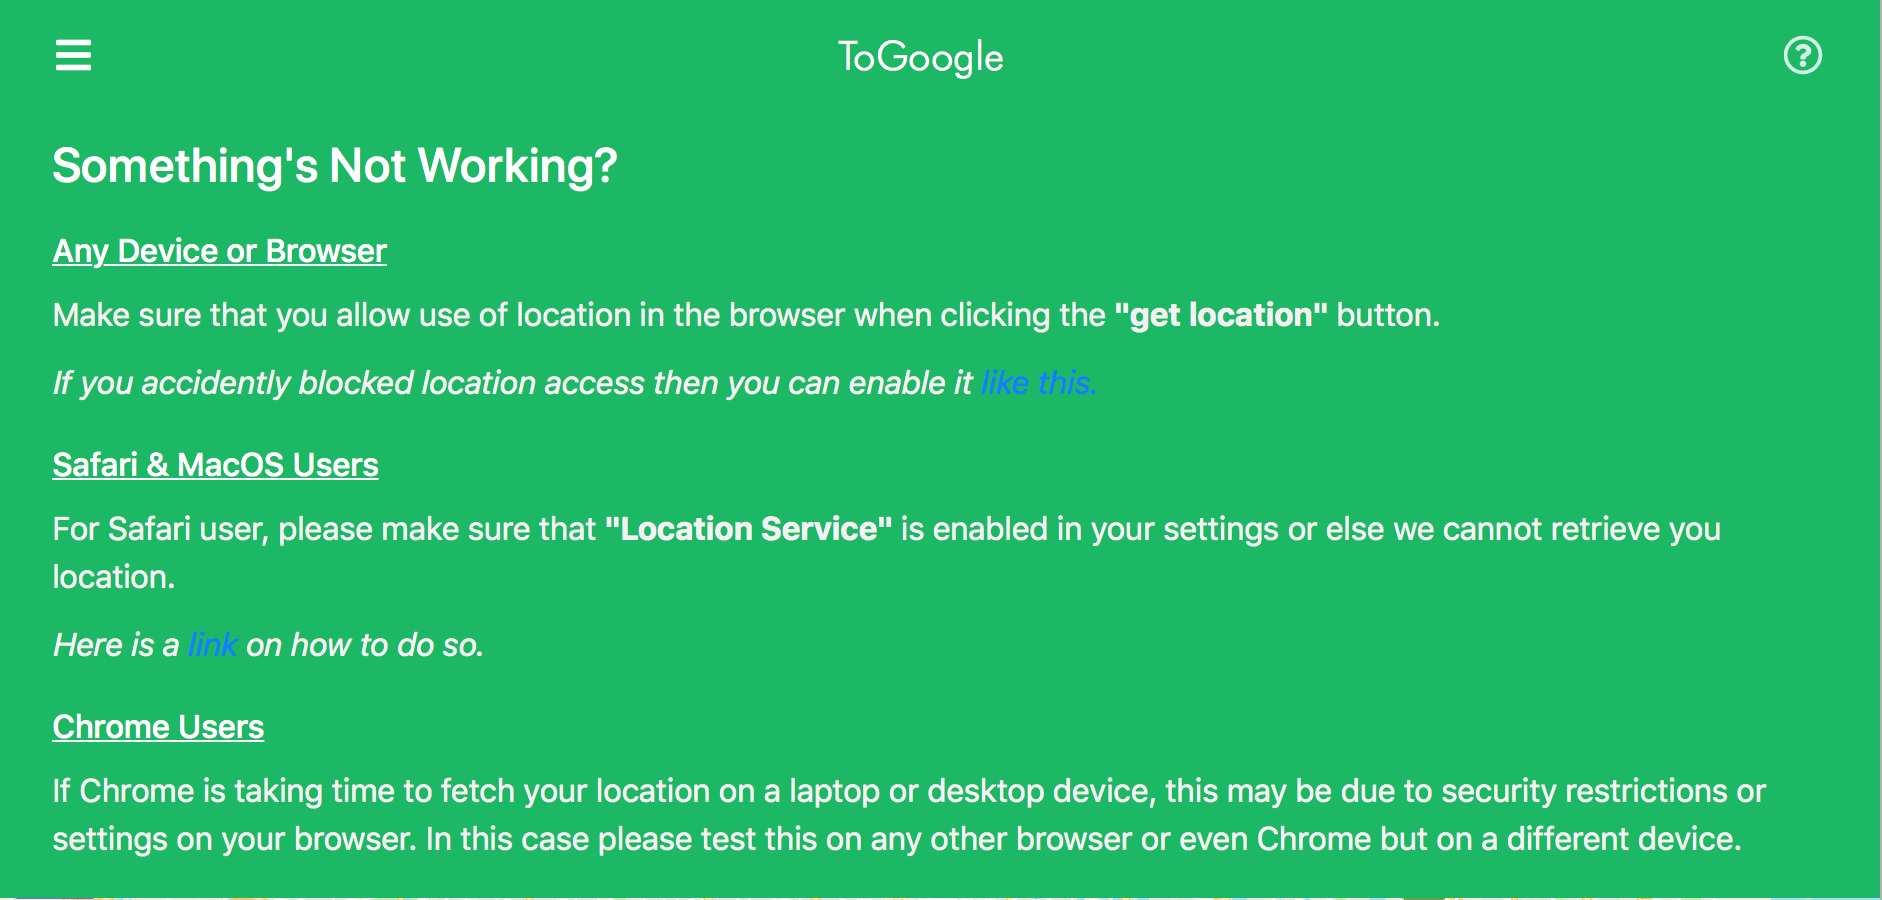 ToGoogle
Something's Not Working?
Any Device or Browser
Make sure that you allow use of location in the browser when clicking the "get location" button.
If you accidently blocked location access then you can enable it like this.
Safari & MacOS Users
For Safari user, please make sure that "Location Service" is enabled in your settings or else we cannot retrieve you
location.
Here is a link on how to do so.
Chrome Users
If Chrome is taking time to fetch your location on a laptop or desktop device, this may be due to security restrictions or
settings on your browser. In this case please test this on any other browser or even Chrome but on a different device.